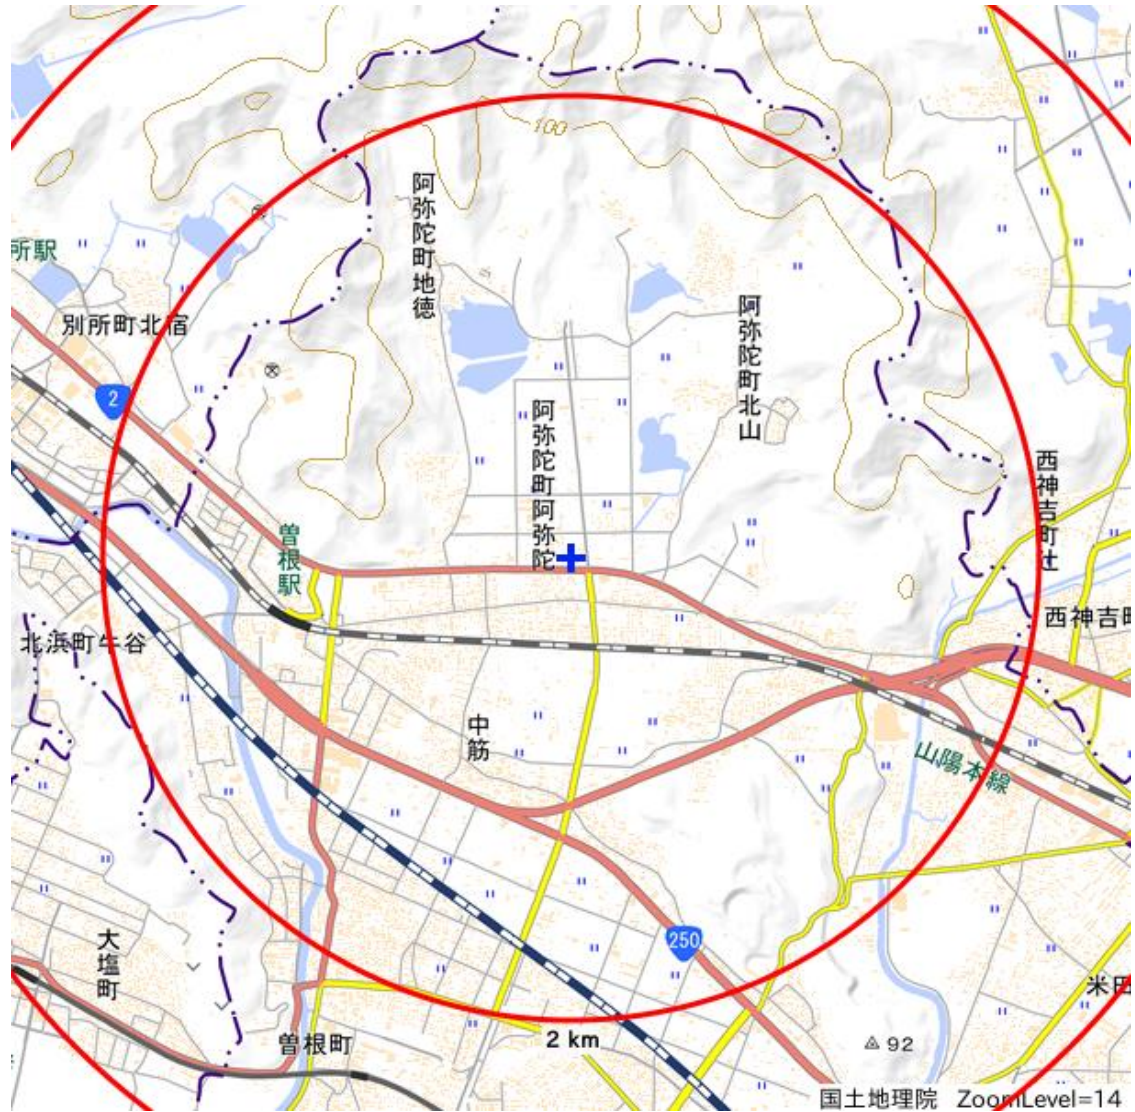 100
阿弥陀町地徳
所駅
別所町北宿
阿弥陀町北山
2
阿弥陀町阿弥陀
西神吉町辻
曽根駅
西神吉町
北浜町牛谷
中筋
山陽本線
大塩町
250
米田
曽根町
2 km
92
国土地理院 ZoomLevel=14